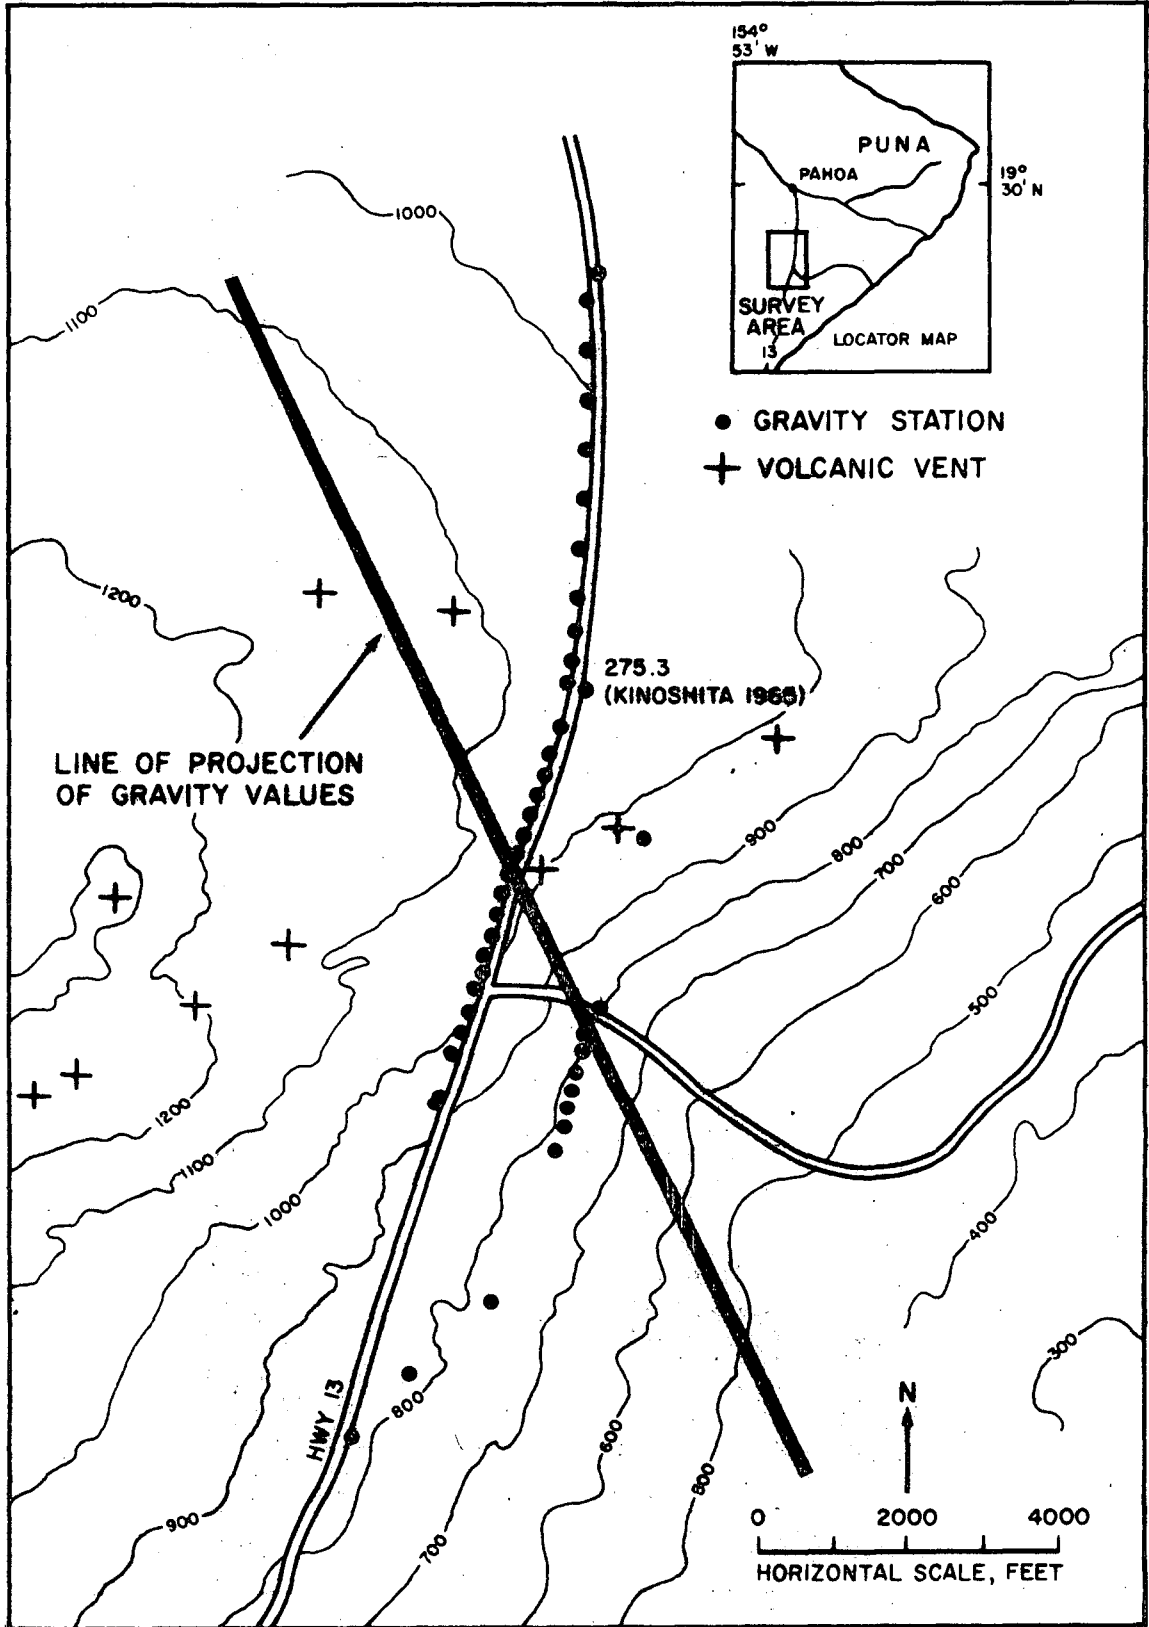 154°
53' W
PUNA
PAHOA
19°
30' N
SURVEY
AREA
13
LOCATOR MAP
GRAVITY STATION
VOLCANIC VENT
1000
1100
1200
275.3
(KINOSHITA 1965)
LINE OF PROJECTION
OF GRAVITY VALUES
900
800
700
600
500
1200
1100
1000
400
300
HWY 13
800
N
600
800
900
700
0 2000 4000
HORIZONTAL SCALE, FEET